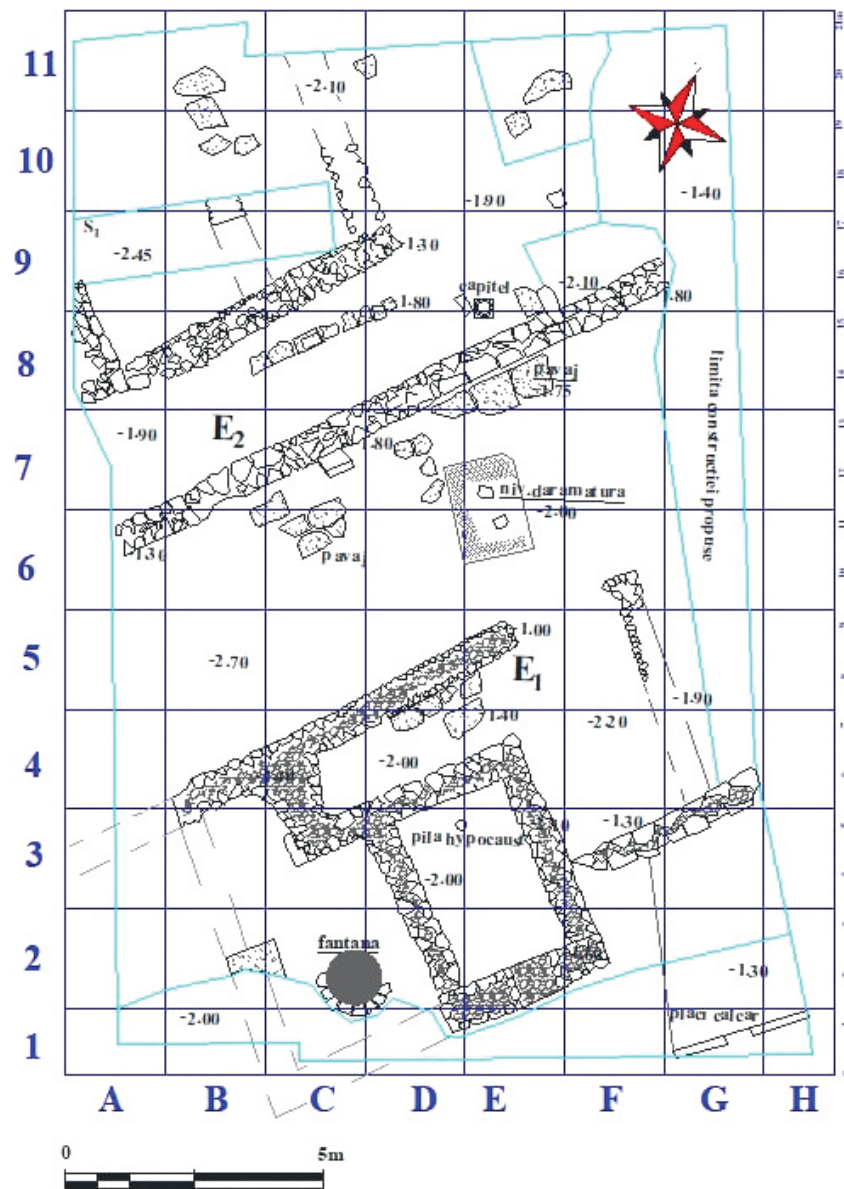 11
-2.10
10
-1.90
-1.40
S1
-2.45
9
1.30
capitel
-2.10
1.80
1.80
8
pavaj
-1.75
limita constructiei propuse
-1.90
E2
1.80
7
niv.daramatura
-2.00
1.30
pavaj
6
1.00
5
-2.70
E1
-1.90
-1.40
-2.20
4
-2.00
-1.30
3
pila hypocaust
-2.00
fantana
2
-1.30
-2.00
placi calcar
1
A B C D E F G H
0 5m